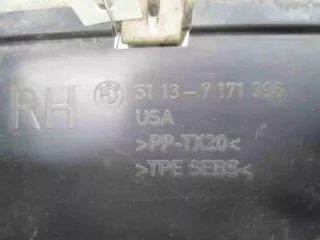 RH 51 13-7 171 396
USA
>PP-TX20<
>TPE SEBS<